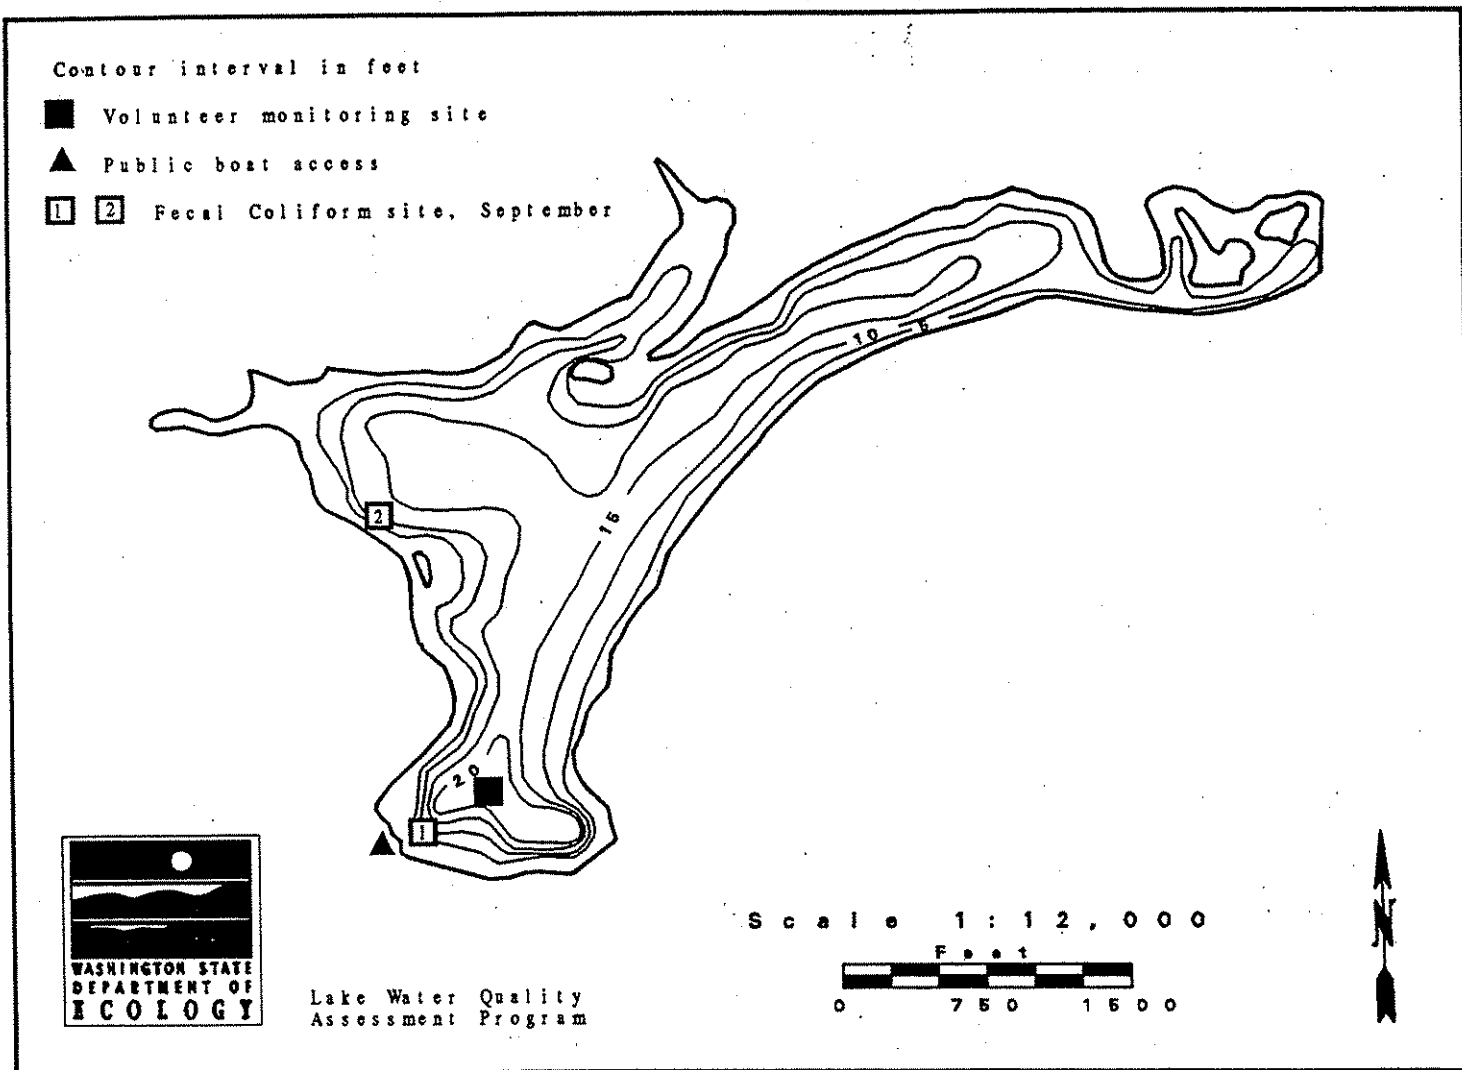 Contour interval in feet
Volunteer monitoring site
Public boat access
1 2 Fecal Coliform site, September
10 5
2
15
20
1
Scale 1:12,000
Feet
0 750 1500
N
WASHINGTON STATE
DEPARTMENT OF
ECOLOGY
Lake Water Quality
Assessment Program